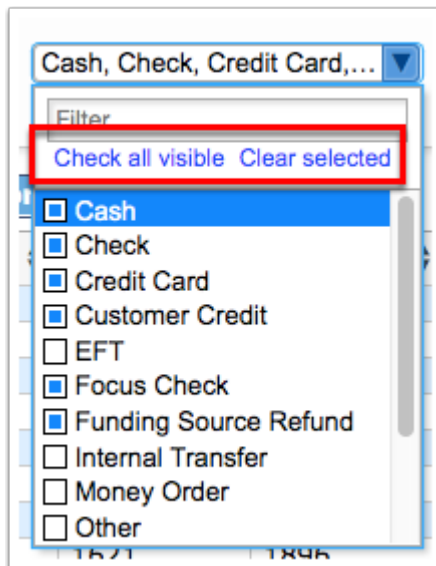 Cash, Check, Credit Card,...
Filter
Check all visible Clear selected
Cash
Check
Credit Card
Customer Credit
EFT
Focus Check
Funding Source Refund
Internal Transfer
Money Order
Other